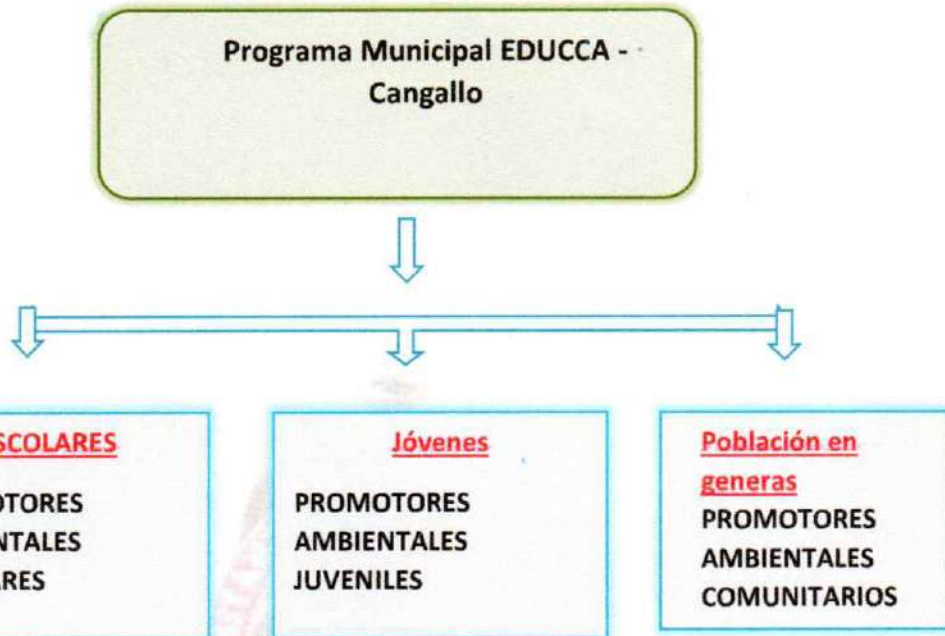 Programa Municipal EDUCCA -
Cangallo
SCOLARES
OTORES
NTALES
ARES
Jóvenes
PROMOTORES
AMBIENTALES
JUVENILES
Población en
generas
PROMOTORES
AMBIENTALES
COMUNITARIOS